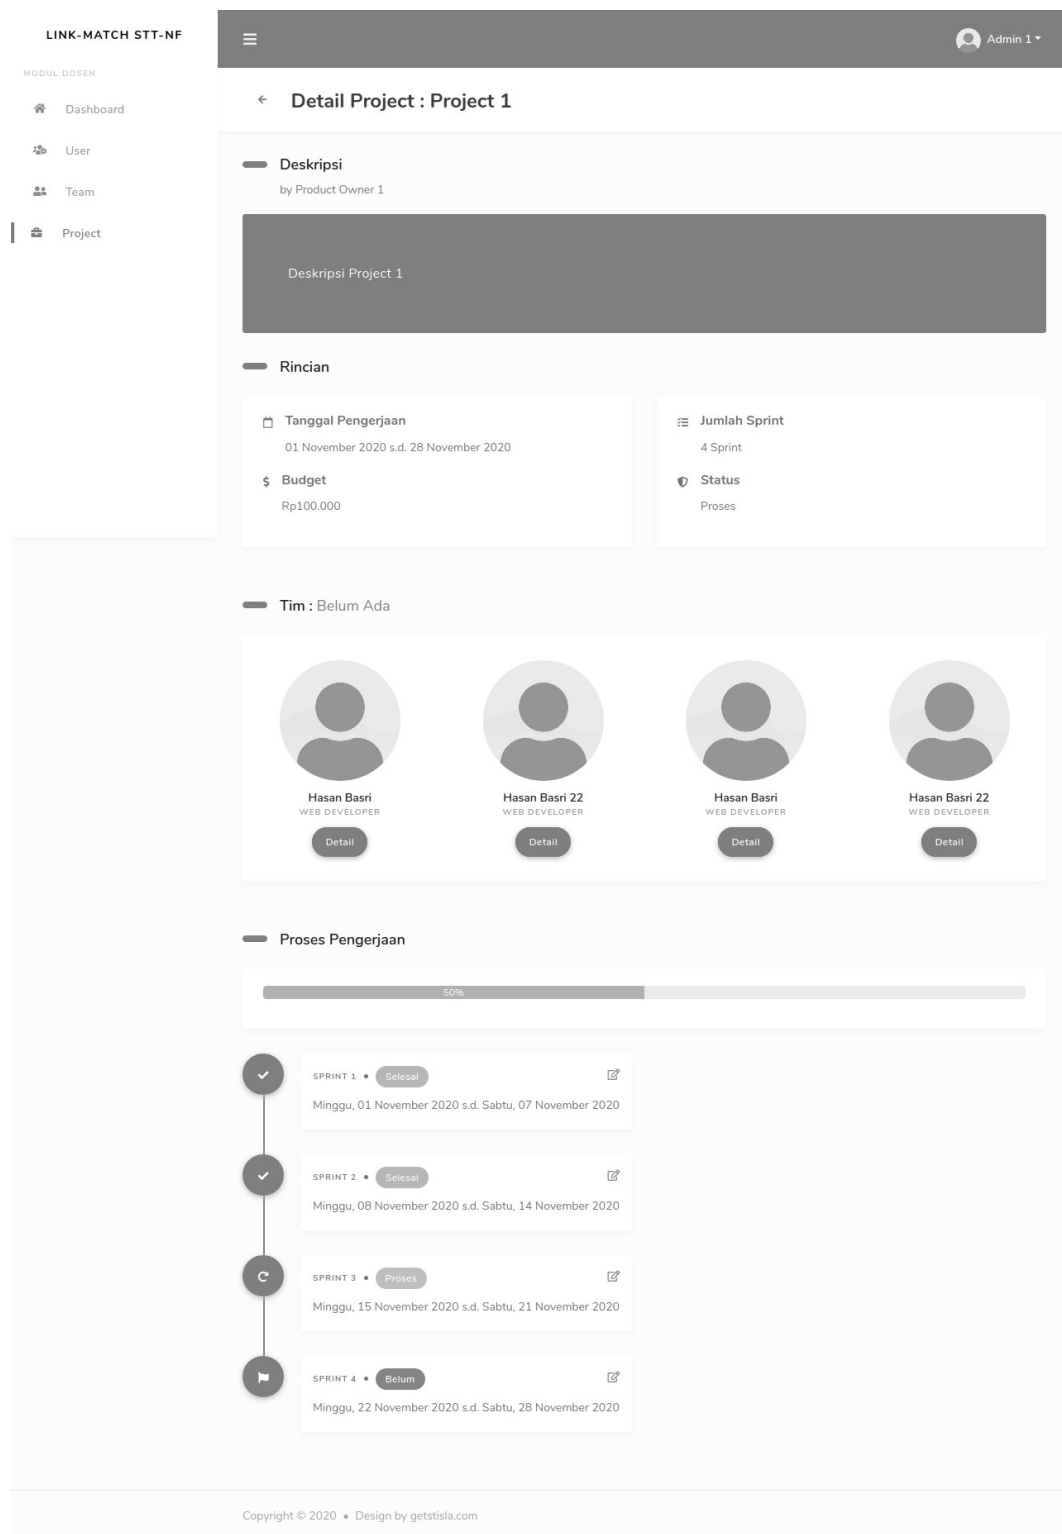 LINK-MATCH STT-NF
Admin 1
MODUL DOSEN
Dashboard
User
Team
Project
Detail Project : Project 1
Deskripsi
by Product Owner 1
Deskripsi Project 1
Rincian
Tanggal Pengerjaan
01 November 2020 s.d. 28 November 2020
Budget
Rp100.000
Jumlah Sprint
4 Sprint
Status
Proses
Tim : Belum Ada
Hasan Basri
WEB DEVELOPER
Detail
Hasan Basri 22
WEB DEVELOPER
Detail
Hasan Basri
WEB DEVELOPER
Detail
Hasan Basri 22
WEB DEVELOPER
Detail
Proses Pengerjaan
50%
SPRINT 1 • Selesai
Minggu, 01 November 2020 s.d. Sabtu, 07 November 2020
SPRINT 2 • Selesai
Minggu, 08 November 2020 s.d. Sabtu, 14 November 2020
SPRINT 3 • Proses
Minggu, 15 November 2020 s.d. Sabtu, 21 November 2020
SPRINT 4 • Belum
Minggu, 22 November 2020 s.d. Sabtu, 28 November 2020
Copyright © 2020 • Design by getstisla.com